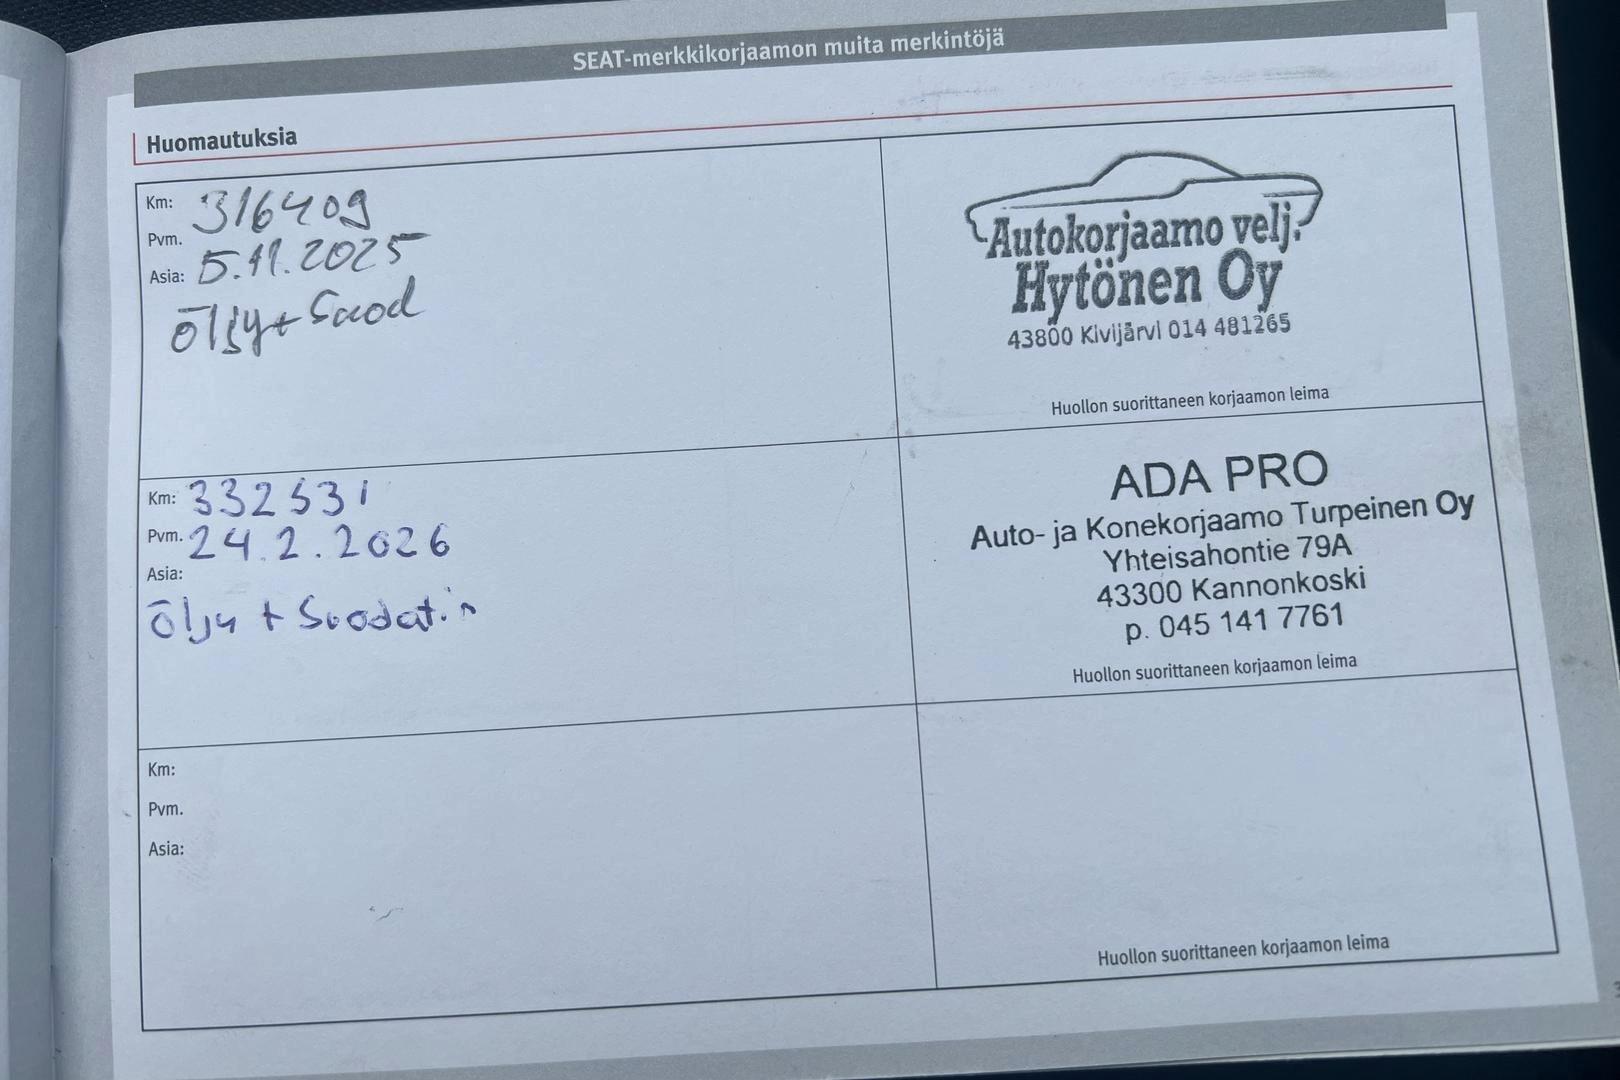 SEAT-merkkikorjaamon muita merkintöjä
Huomautuksia
Km: 316409
Pvm. 5.11.2025
Asia:
Öljy + Suod
Autokorjaamo velj.
Hytönen Oy
43800 Kivijärvi 014 481265
Huollon suorittaneen korjaamon leima
Km: 332531
Pvm. 24.2.2026
Asia:
Öljy + Suodatin
ADA PRO
Auto- ja Konekorjaamo Turpeinen Oy
Yhteisahontie 79A
43300 Kannonkoski
p. 045 141 7761
Huollon suorittaneen korjaamon leima
Km:
Pvm.
Asia:
Huollon suorittaneen korjaamon leima